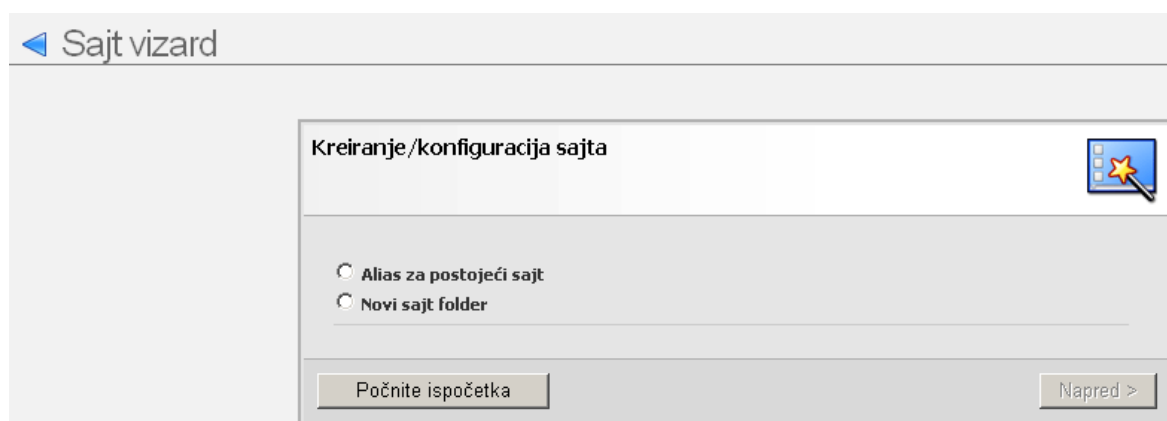 Sajt vizard
Kreiranje/konfiguracija sajta
Alias za postojeći sajt
Novi sajt folder
Počnite ispočetka
Napred >